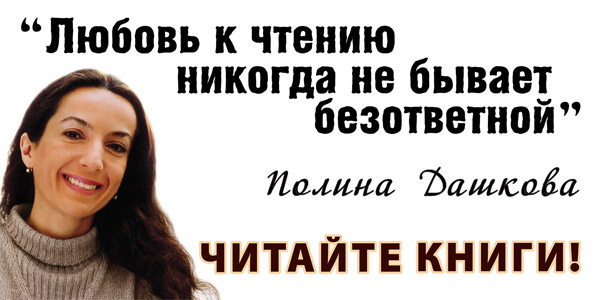 “Любовь к чтению
никогда не бывает
безответной”
Полина Дашкова
ЧИТАЙТЕ КНИГИ!